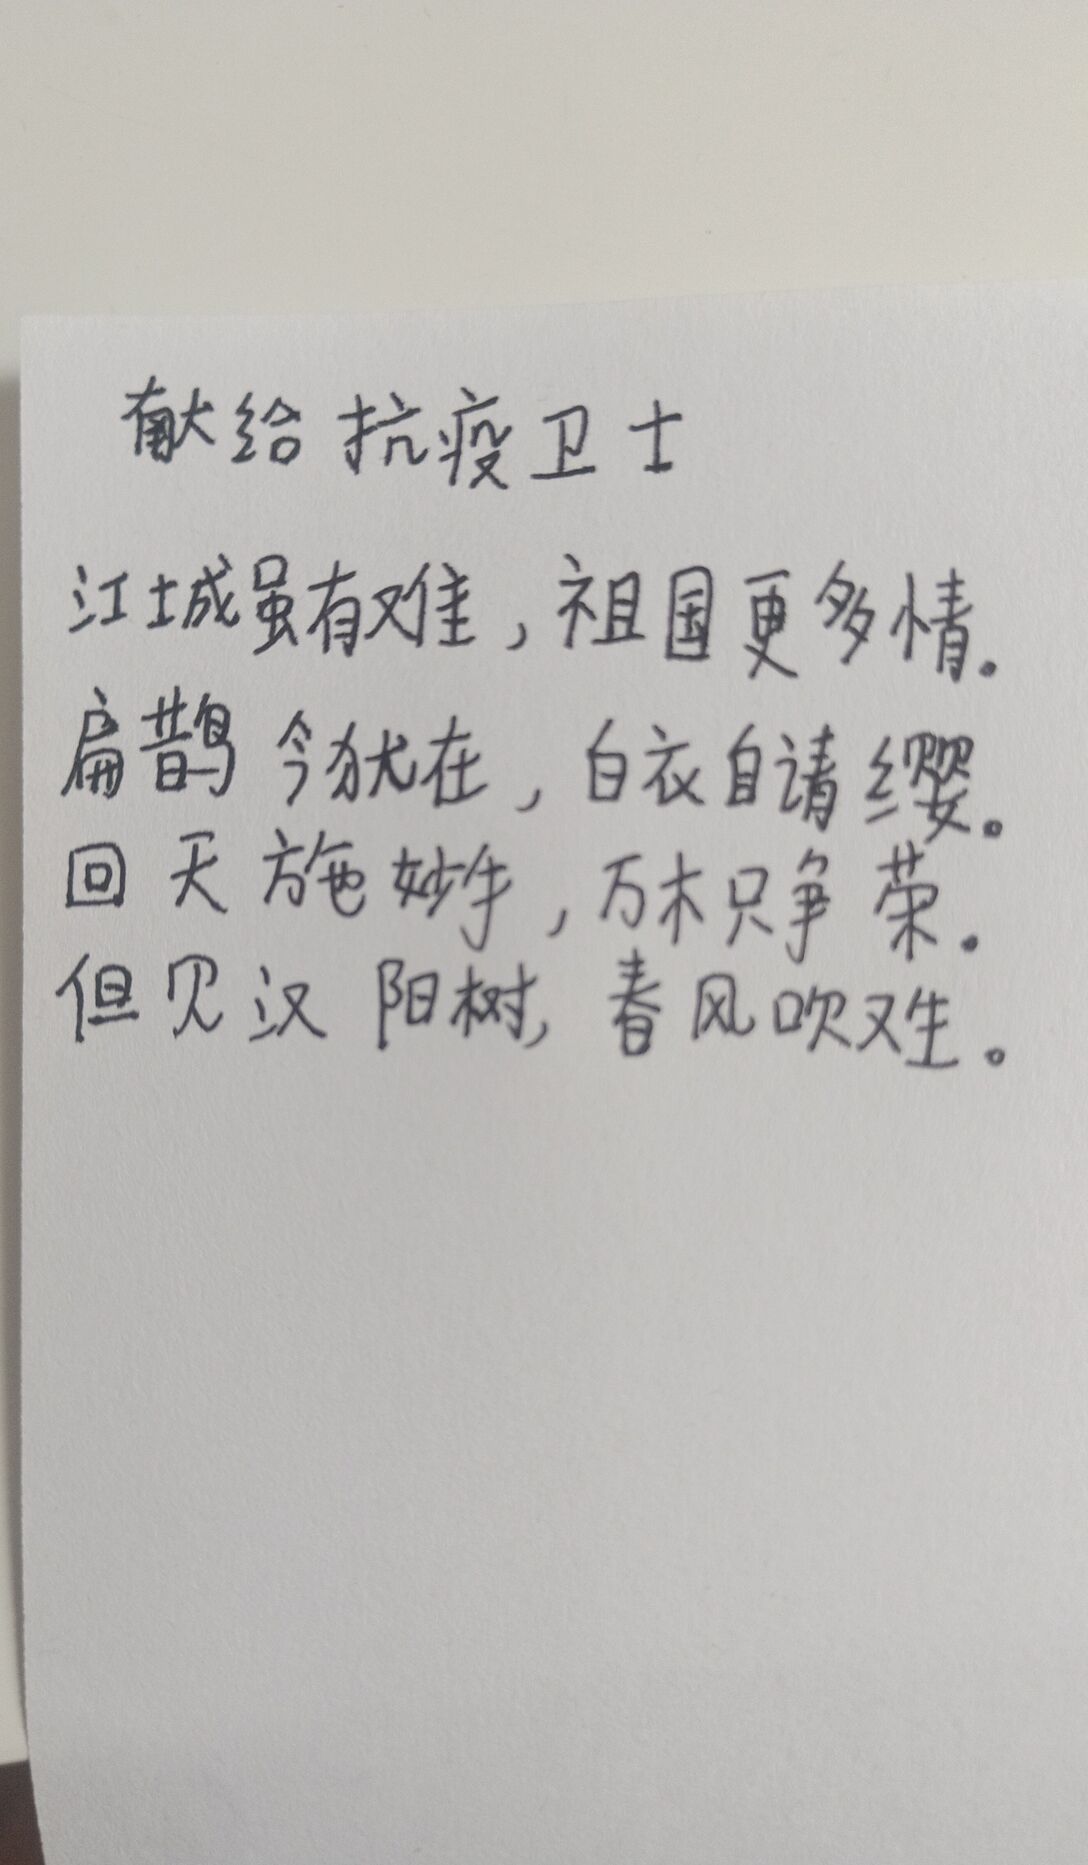 献给抗疫卫士
江城虽有难，祖国更多情。
扁鹊今犹在，白衣自请缨。
回天施妙手，万木只争荣。
但见汉阳树，春风吹又生。